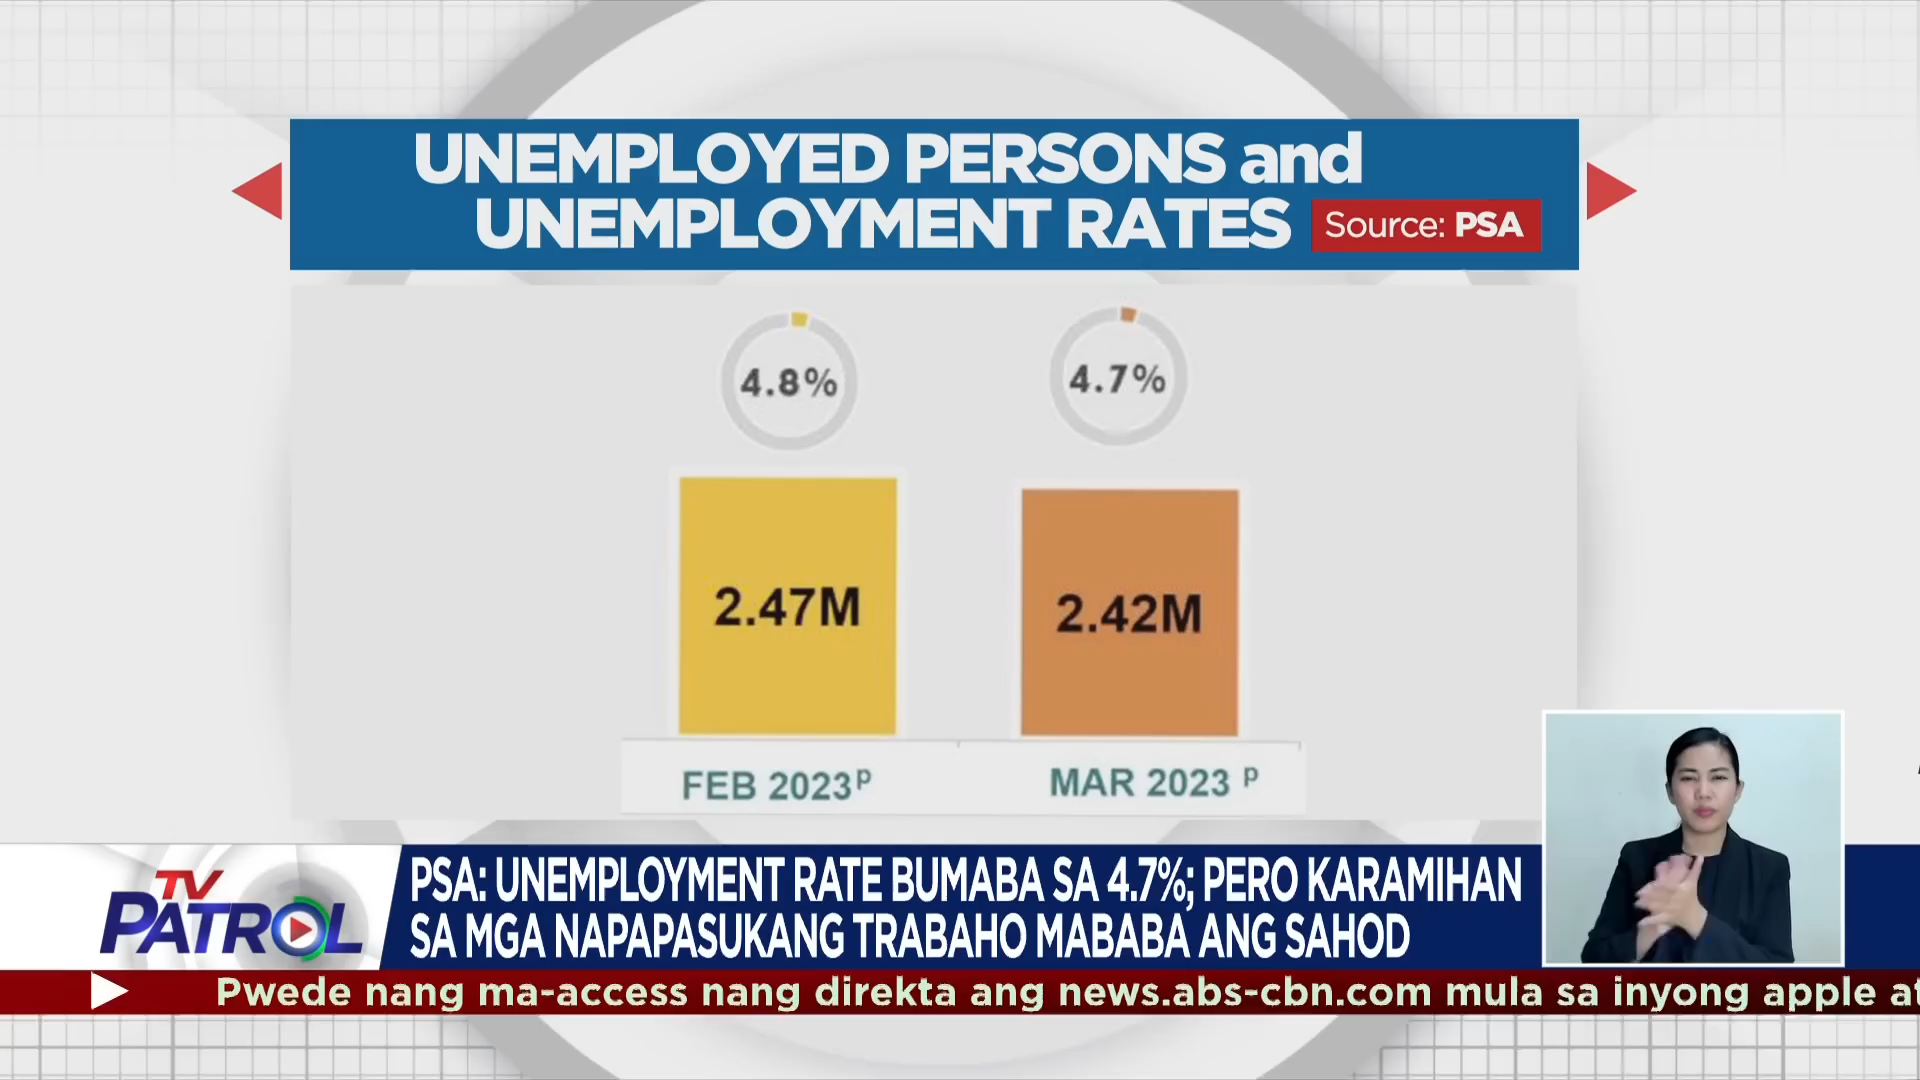 UNEMPLOYED PERSONS and
UNEMPLOYMENT RATES
Source: PSA
4.8%
4.7%
2.47M
2.42M
FEB 2023ᵖ
MAR 2023 ᵖ
TV
PATROL
PSA: UNEMPLOYMENT RATE BUMABA SA 4.7%; PERO KARAMIHAN
SA MGA NAPAPASUKANG TRABAHO MABABA ANG SAHOD
Pwede nang ma-access nang direkta ang news.abs-cbn.com mula sa inyong apple at